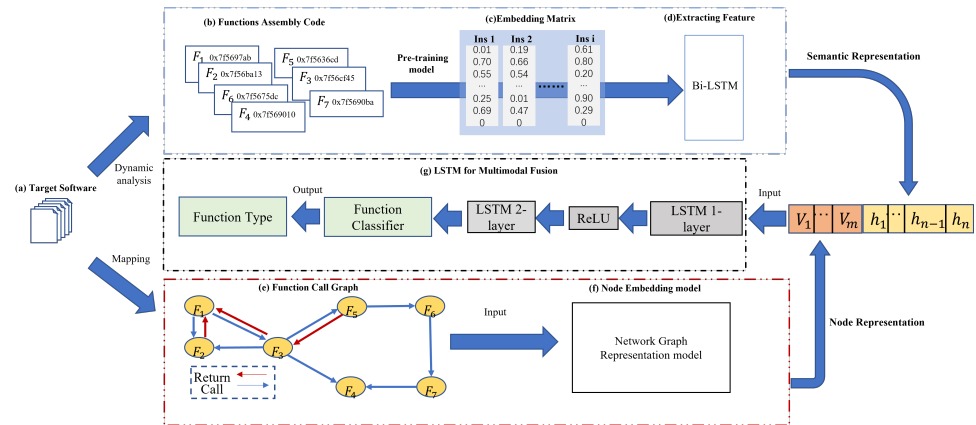 (a) Target Software
Dynamic
analysis
Mapping
(b) Functions Assembly Code
F1 0x7f5697ab
F2 0x7f56ba13
F6 0x7f5675dc
F4 0x7f569010
F5 0x7f5636cd
F3 0x7f56cf45
F7 0x7f5690ba
Pre-training
model
(c)Embedding Matrix
Ins 1 Ins 2 Ins i
0.01 0.19 0.61
0.70 0.66 0.80
0.55 0.54 0.20
... ... ...
......
0.25 0.01 0.90
0.69 0.47 0.29
0 0 0
(d)Extracting Feature
Bi-LSTM
Semantic Representation
(g) LSTM for Multimodal Fusion
Function Type
Output
Function
Classifier
LSTM 2-
layer
ReLU
LSTM 1-
layer
Input
V1 ... Vm h1 ... hn−1 hn
(e) Function Call Graph
F1
F2
F3
F5
F6
F4
F7
Return
Call
Input
(f) Node Embedding model
Network Graph
Representation model
Node Representation